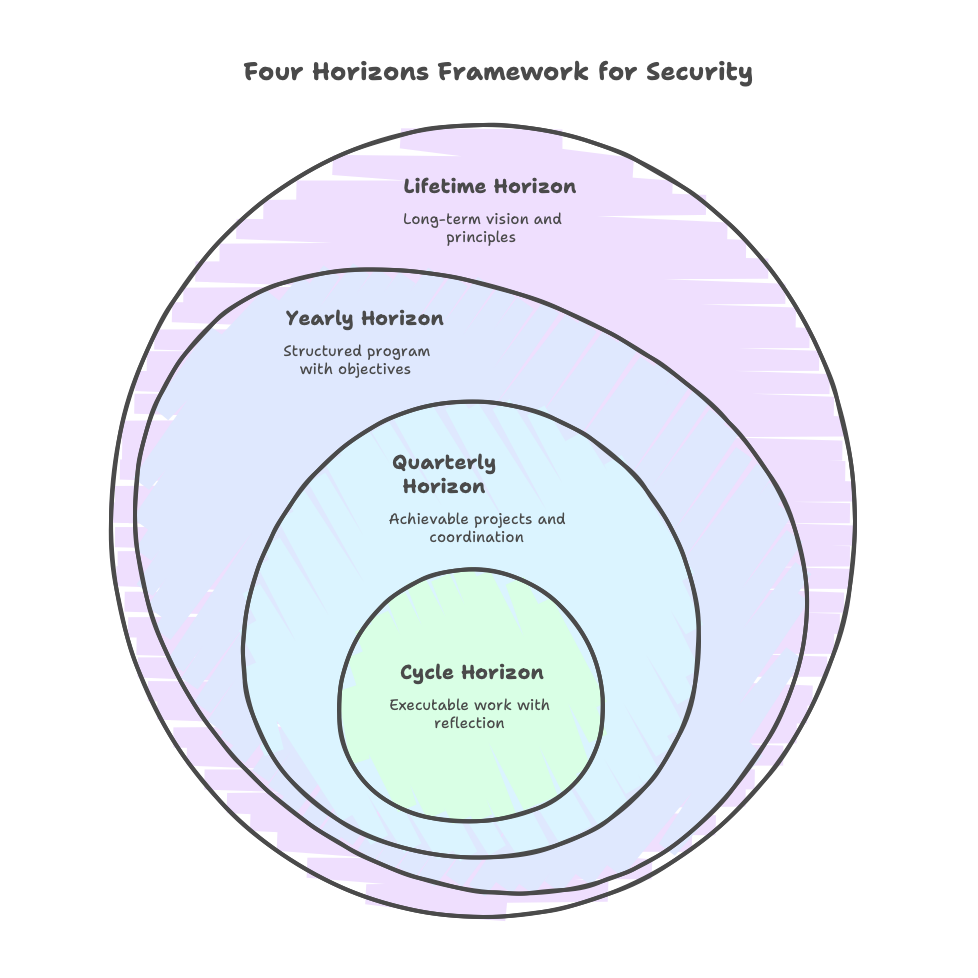 Four Horizons Framework for Security
Lifetime Horizon
Long-term vision and
principles
Yearly Horizon
Structured program
with objectives
Quarterly
Horizon
Achievable projects and
coordination
Cycle Horizon
Executable work with
reflection